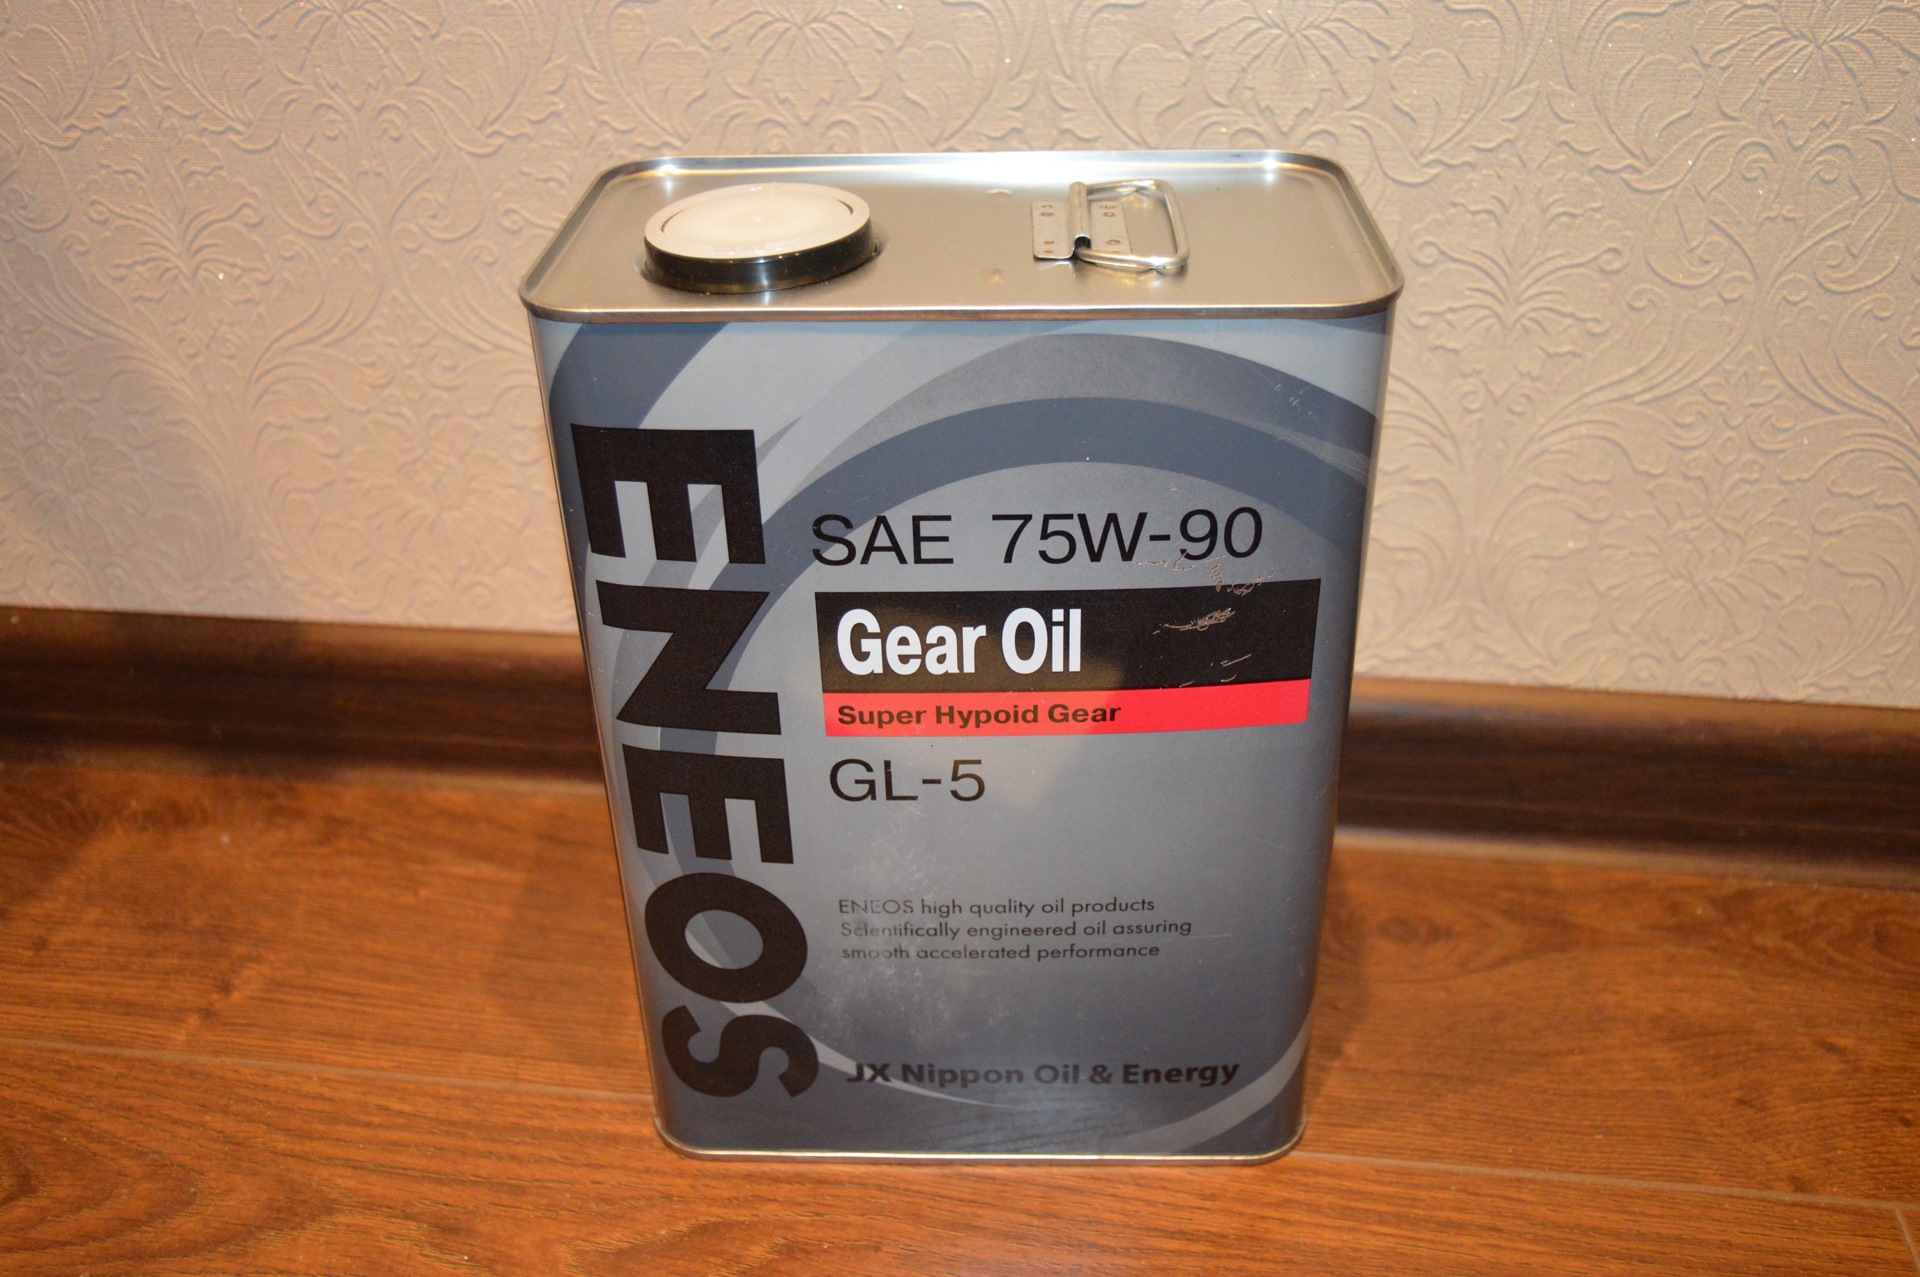 ENEOS
SAE 75W-90
Gear Oil
Super Hypoid Gear
GL-5
ENEOS high quality oil products
Scientifically engineered oil assuring
smooth accelerated performance
JX Nippon Oil & Energy